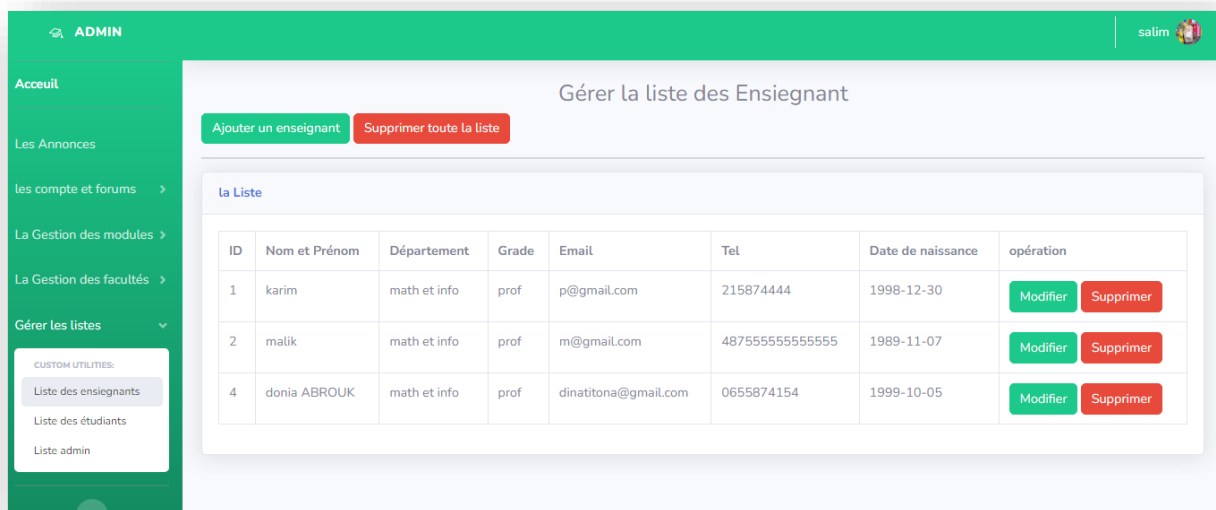 ADMIN
salim
Acceuil
Les Annonces
les compte et forums
La Gestion des modules
La Gestion des facultés
Gérer les listes
CUSTOM UTILITIES:
Liste des ensiegnants
Liste des étudiants
Liste admin
Gérer la liste des Ensiegnant
Ajouter un enseignant Supprimer toute la liste
la Liste
ID Nom et Prénom Département Grade Email Tel Date de naissance opération
1 karim math et info prof p@gmail.com 215874444 1998-12-30 Modifier Supprimer
2 malik math et info prof m@gmail.com 487555555555555 1989-11-07 Modifier Supprimer
4 donia ABROUK math et info prof dinatitona@gmail.com 0655874154 1999-10-05 Modifier Supprimer